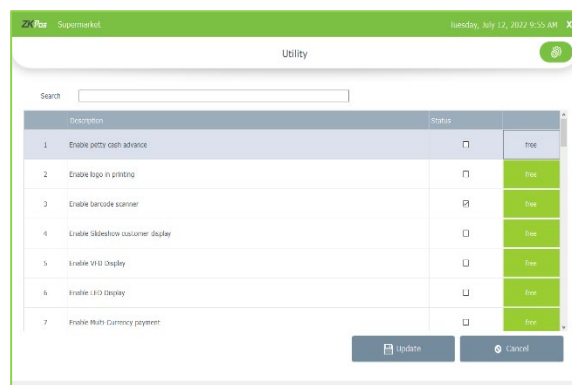 ZKPos Supermarket Tuesday, July 12, 2022 9:55 AM X
Utility
Search
Description Status
1 Enable petty cash advance free
2 Enable logo in printing free
3 Enable barcode scanner free
4 Enable Slideshow customer display free
5 Enable VFD Display free
6 Enable LED Display free
7 Enable Multi-Currency payment free
Update Cancel